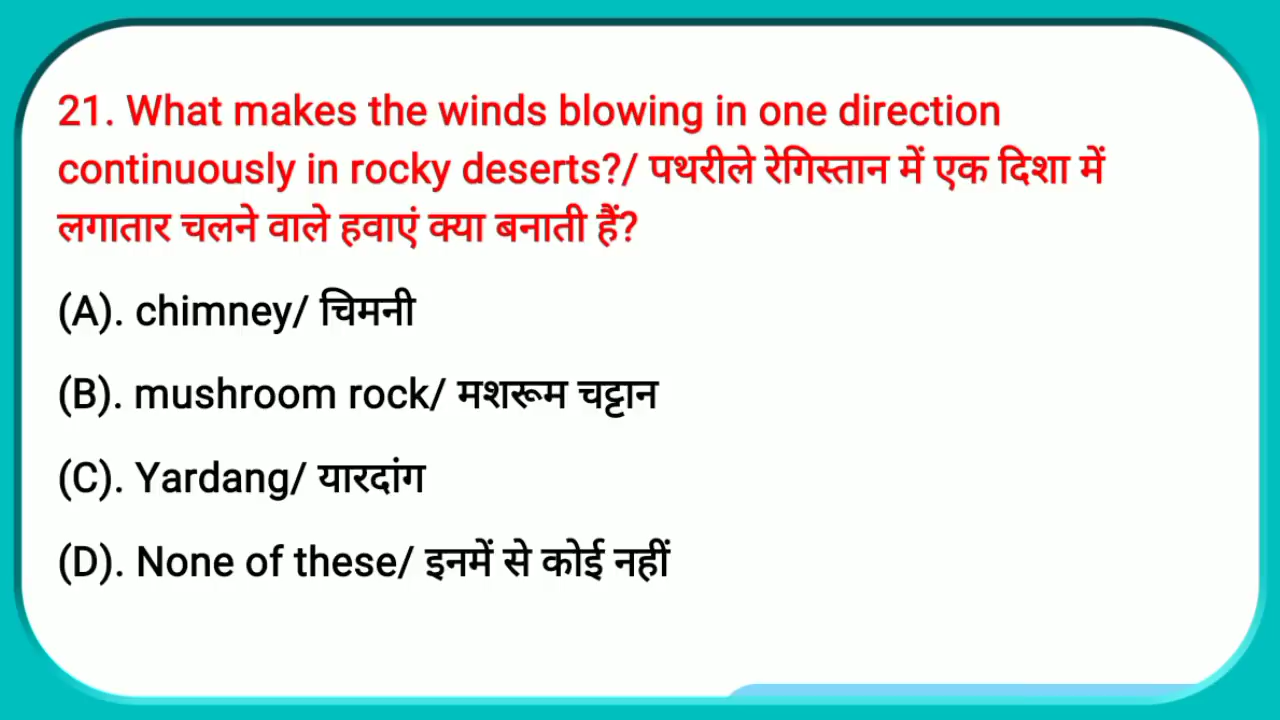 21. What makes the winds blowing in one direction
continuously in rocky deserts?/ पथरीले रेगिस्तान में एक दिशा में
लगातार चलने वाले हवाएं क्या बनाती हैं?
(A). chimney/ चिमनी
(B). mushroom rock/ मशरूम चट्टान
(C). Yardang/ यारदांग
(D). None of these/ इनमें से कोई नहीं